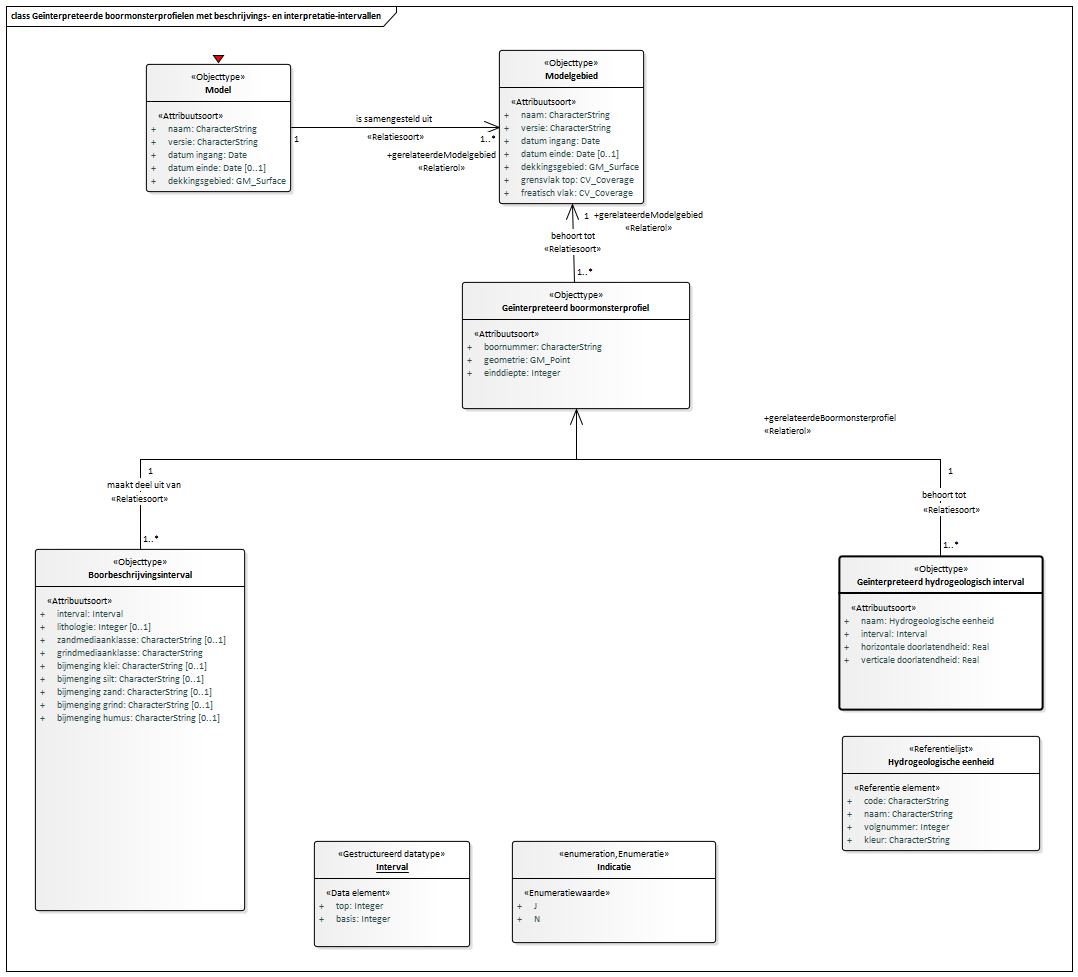 class Geïnterpreteerde boormonsterprofielen met beschrijvings- en interpretatie-intervallen
«Objecttype»
Model
«Attribuutsoort»
+ naam: CharacterString
+ versie: CharacterString
+ datum ingang: Date
+ datum einde: Date [0..1]
+ dekkingsgebied: GM_Surface
is samengesteld uit
«Relatiesoort»
1
1..*
+gerelateerdeModelgebied
«Relatierol»
«Objecttype»
Modelgebied
«Attribuutsoort»
+ naam: CharacterString
+ versie: CharacterString
+ datum ingang: Date
+ datum einde: Date [0..1]
+ dekkingsgebied: GM_Surface
+ grensvlak top: CV_Coverage
+ freatisch vlak: CV_Coverage
1 +gerelateerdeModelgebied
«Relatierol»
behoort tot
«Relatiesoort»
1..*
«Objecttype»
Geïnterpreteerd boormonsterprofiel
«Attribuutsoort»
+ boornummer: CharacterString
+ geometrie: GM_Point
+ einddiepte: Integer
+gerelateerdeBoormonsterprofiel
«Relatierol»
1
maakt deel uit van
«Relatiesoort»
1..*
1
behoort tot
«Relatiesoort»
1..*
«Objecttype»
Boorbeschrijvingsinterval
«Attribuutsoort»
+ interval: Interval
+ lithologie: Integer [0..1]
+ zandmediaanklasse: CharacterString [0..1]
+ grindmediaanklasse: CharacterString
+ bijmenging klei: CharacterString [0..1]
+ bijmenging silt: CharacterString [0..1]
+ bijmenging zand: CharacterString [0..1]
+ bijmenging grind: CharacterString [0..1]
+ bijmenging humus: CharacterString [0..1]
«Objecttype»
Geïnterpreteerd hydrogeologisch interval
«Attribuutsoort»
+ naam: Hydrogeologische eenheid
+ interval: Interval
+ horizontale doorlatendheid: Real
+ verticale doorlatendheid: Real
«Referentielijst»
Hydrogeologische eenheid
«Referentie element»
+ code: CharacterString
+ naam: CharacterString
+ volgnummer: Integer
+ kleur: CharacterString
«Gestructureerd datatype»
Interval
«Data element»
+ top: Integer
+ basis: Integer
«enumeration,Enumeratie»
Indicatie
«Enumeratiewaarde»
+ J
+ N